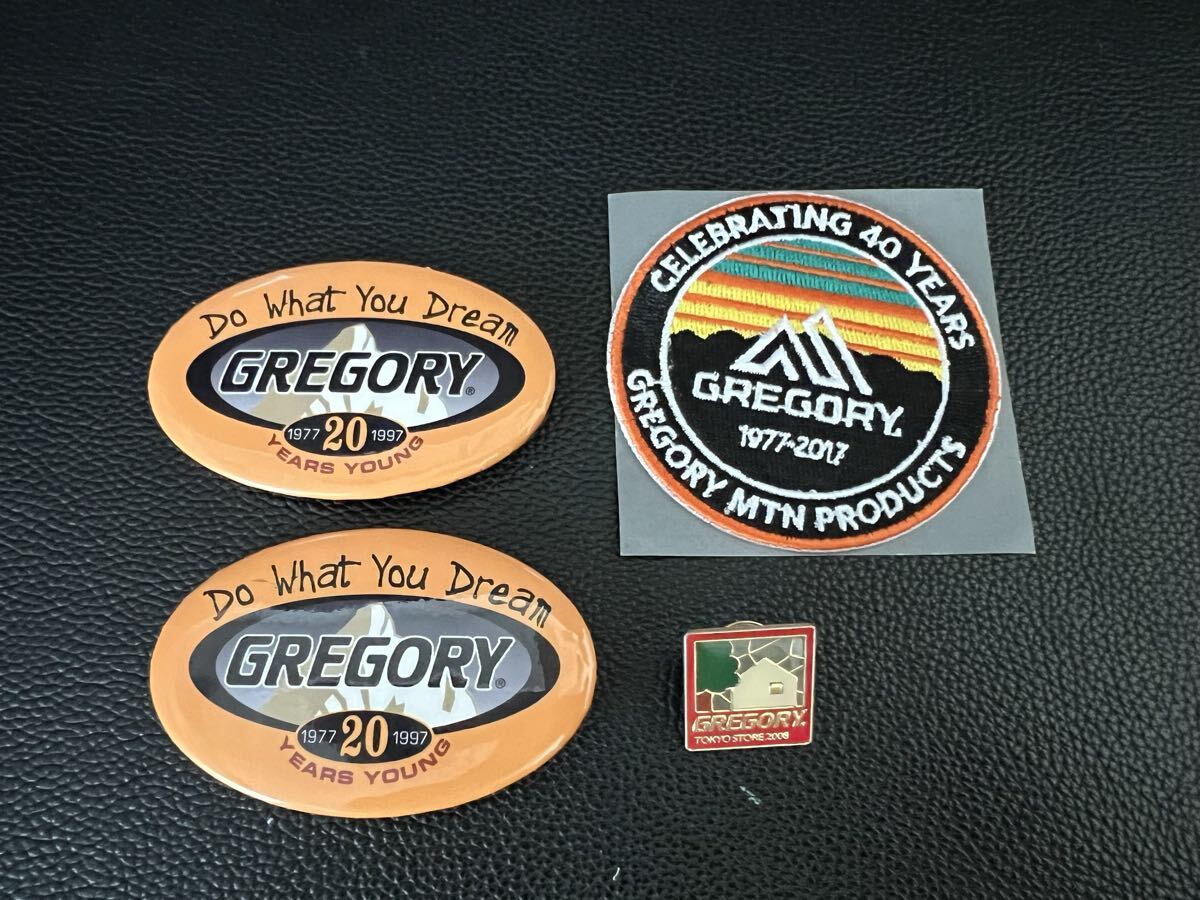 Do What You Dream
GREGORY®
1977 20 1997
YEARS YOUNG
CELEBRATING 40 YEARS
GREGORY.
1977-2017
GREGORY MTN PRODUCTS
Do What You Dream
GREGORY®
1977 20 1997
YEARS YOUNG
GREGORY.
TOKYO STORE 2008